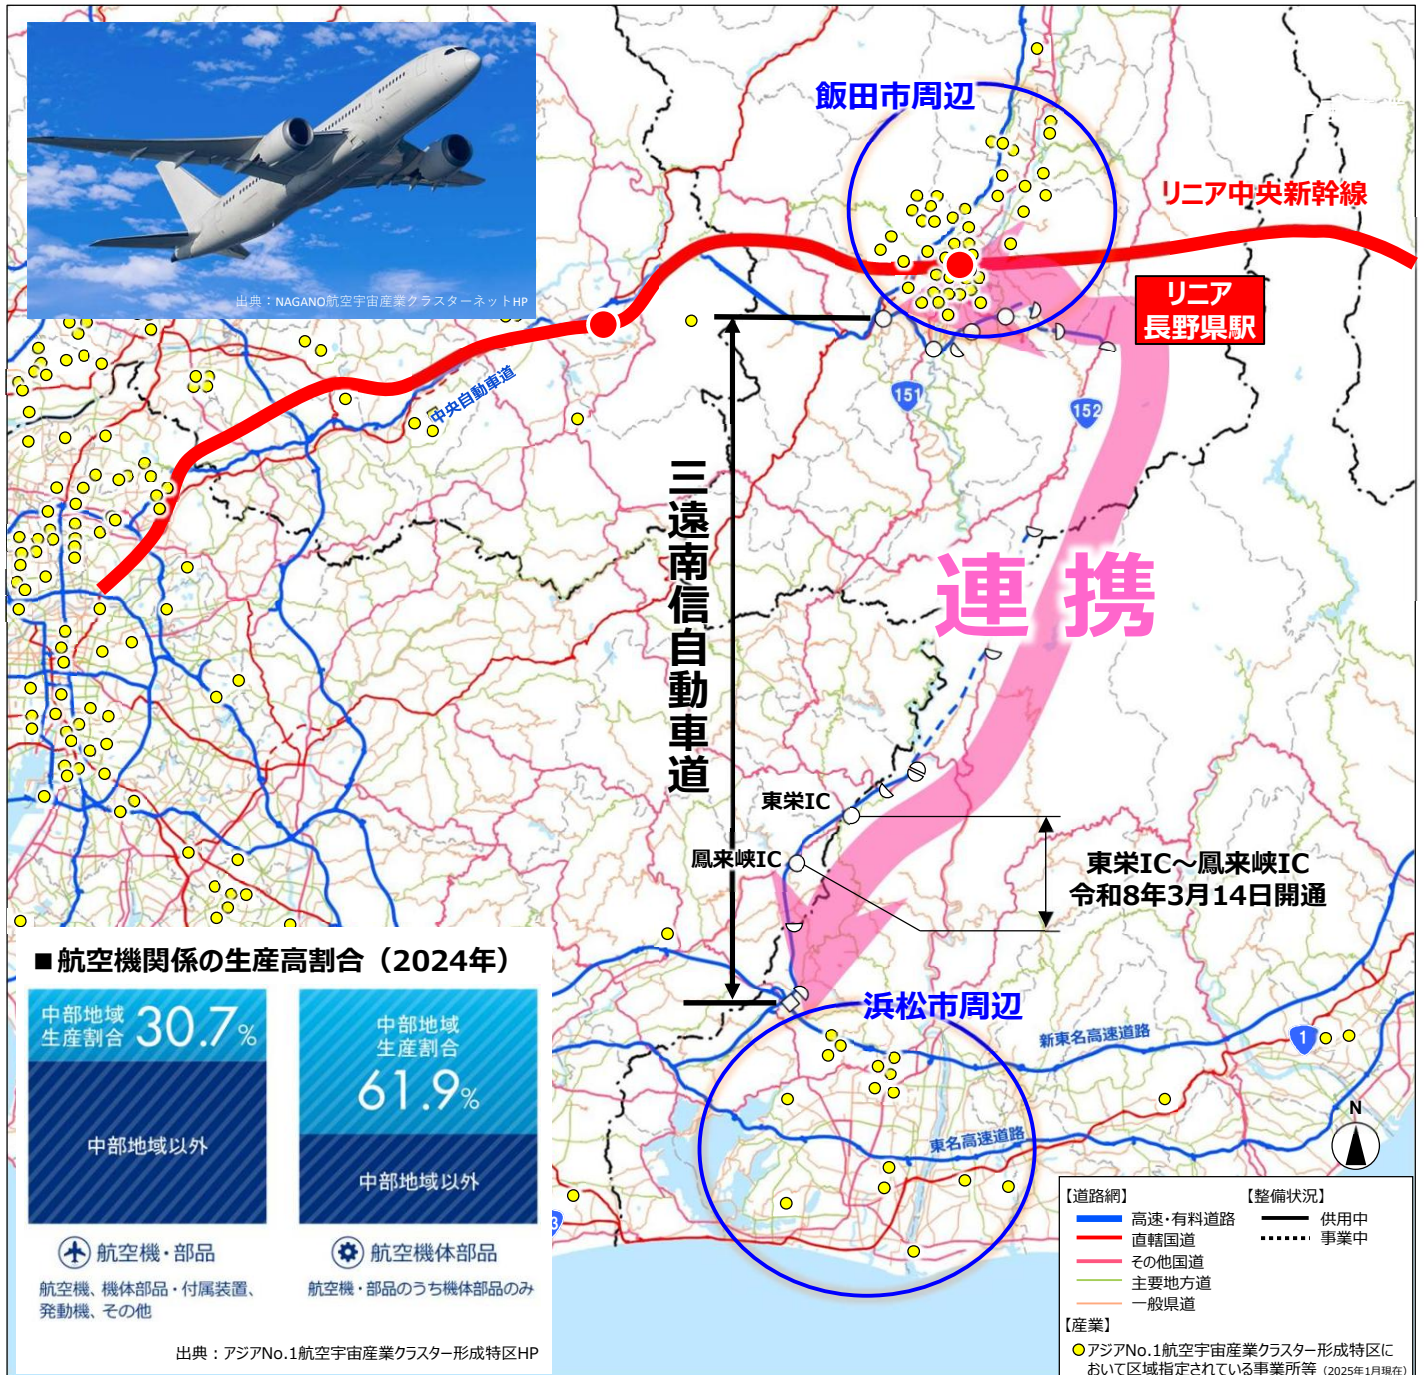 出典：NAGANO航空宇宙産業クラスターネットHP
飯田市周辺
リニア中央新幹線
リニア
長野県駅
中央自動車道
151
152
三遠南信自動車道
連携
東栄IC
鳳来峡IC
東栄IC～鳳来峡IC
令和8年3月14日開通
浜松市周辺
新東名高速道路
1
東名高速道路
N
■航空機関係の生産高割合（2024年）
中部地域
生産割合 30.7%
中部地域以外
中部地域
生産割合
61.9%
中部地域以外
航空機・部品
航空機、機体部品・付属装置、
発動機、その他
航空機体部品
航空機・部品のうち機体部品のみ
出典：アジアNo.1航空宇宙産業クラスター形成特区HP
3
【道路網】
高速・有料道路
直轄国道
その他国道
主要地方道
一般県道
【整備状況】
供用中
事業中
【産業】
アジアNo.1航空宇宙産業クラスター形成特区に
おいて区域指定されている事業所等（2025年1月現在）